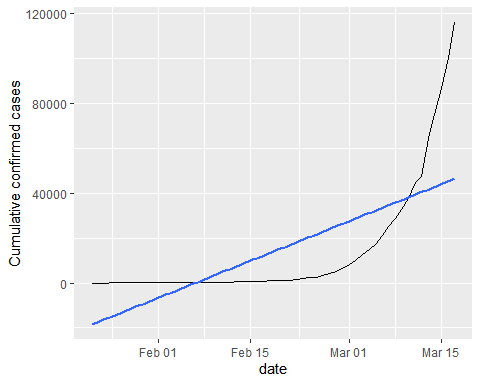 120000
80000
40000
0
Cumulative confirmed cases
Feb 01
Feb 15
Mar 01
Mar 15
date